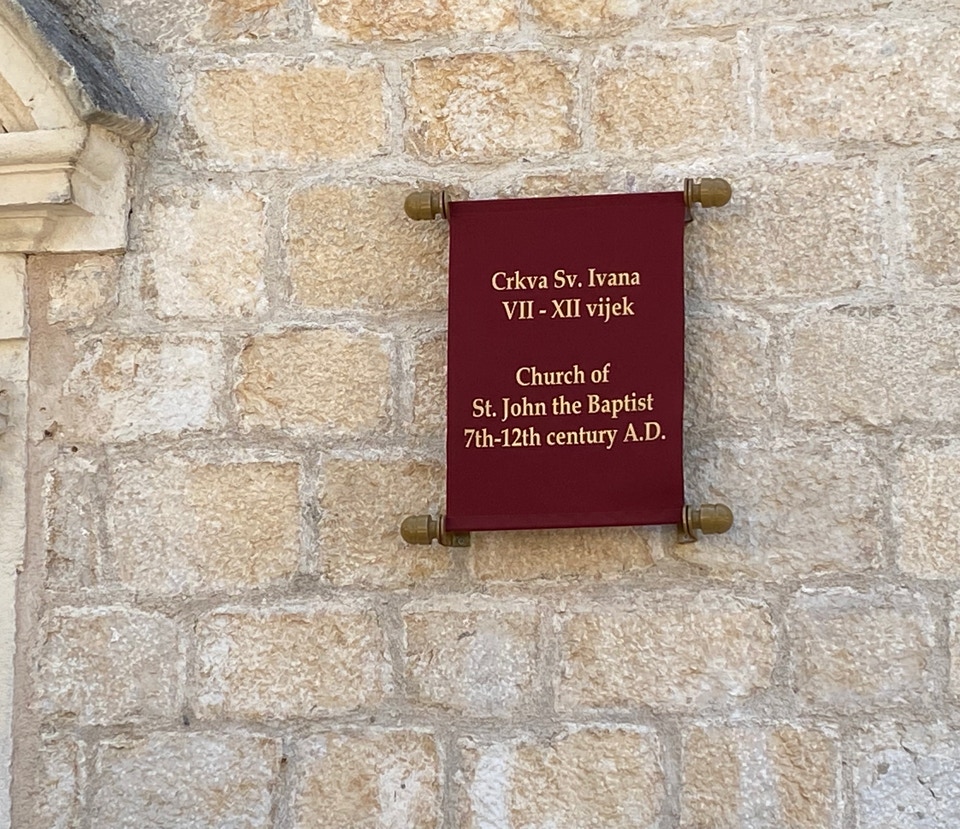 Crkva Sv. Ivana
VII - XII vijek
Church of
St. John the Baptist
7th-12th century A.D.